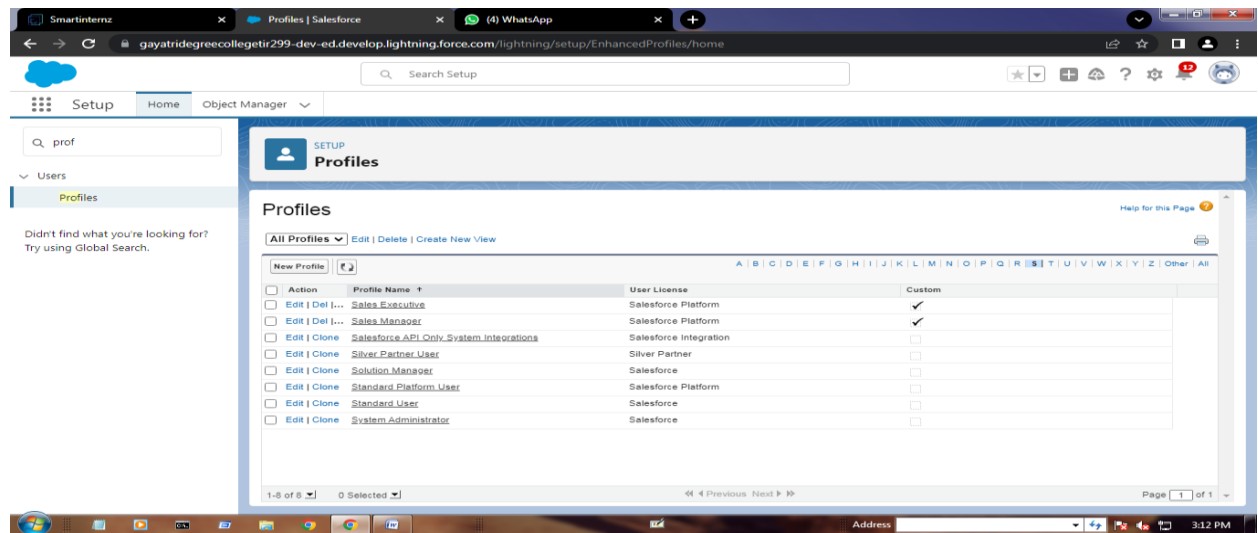 Smartinternz
Profiles | Salesforce
(4) WhatsApp
gayatridegreecollegetir299-dev-ed.develop.lightning.force.com/lightning/setup/EnhancedProfiles/home
Search Setup
12
Setup Home Object Manager
prof
Users
Profiles
Didn't find what you're looking for?
Try using Global Search.
SETUP
Profiles
Profiles
Help for this Page
All Profiles Edit | Delete | Create New View
New Profile
A | B | C | D | E | F | G | H | I | J | K | L | M | N | O | P | Q | R | S | T | U | V | W | X | Y | Z | Other | All
Action Profile Name User License Custom
Edit | Del |... Sales Executive Salesforce Platform
Edit | Del |... Sales Manager Salesforce Platform
Edit | Clone Salesforce API Only System Integrations Salesforce Integration
Edit | Clone Silver Partner User Silver Partner
Edit | Clone Solution Manager Salesforce
Edit | Clone Standard Platform User Salesforce Platform
Edit | Clone Standard User Salesforce
Edit | Clone System Administrator Salesforce
1-8 of 8 0 Selected Previous Next Page 1 of 1
Address 3:12 PM